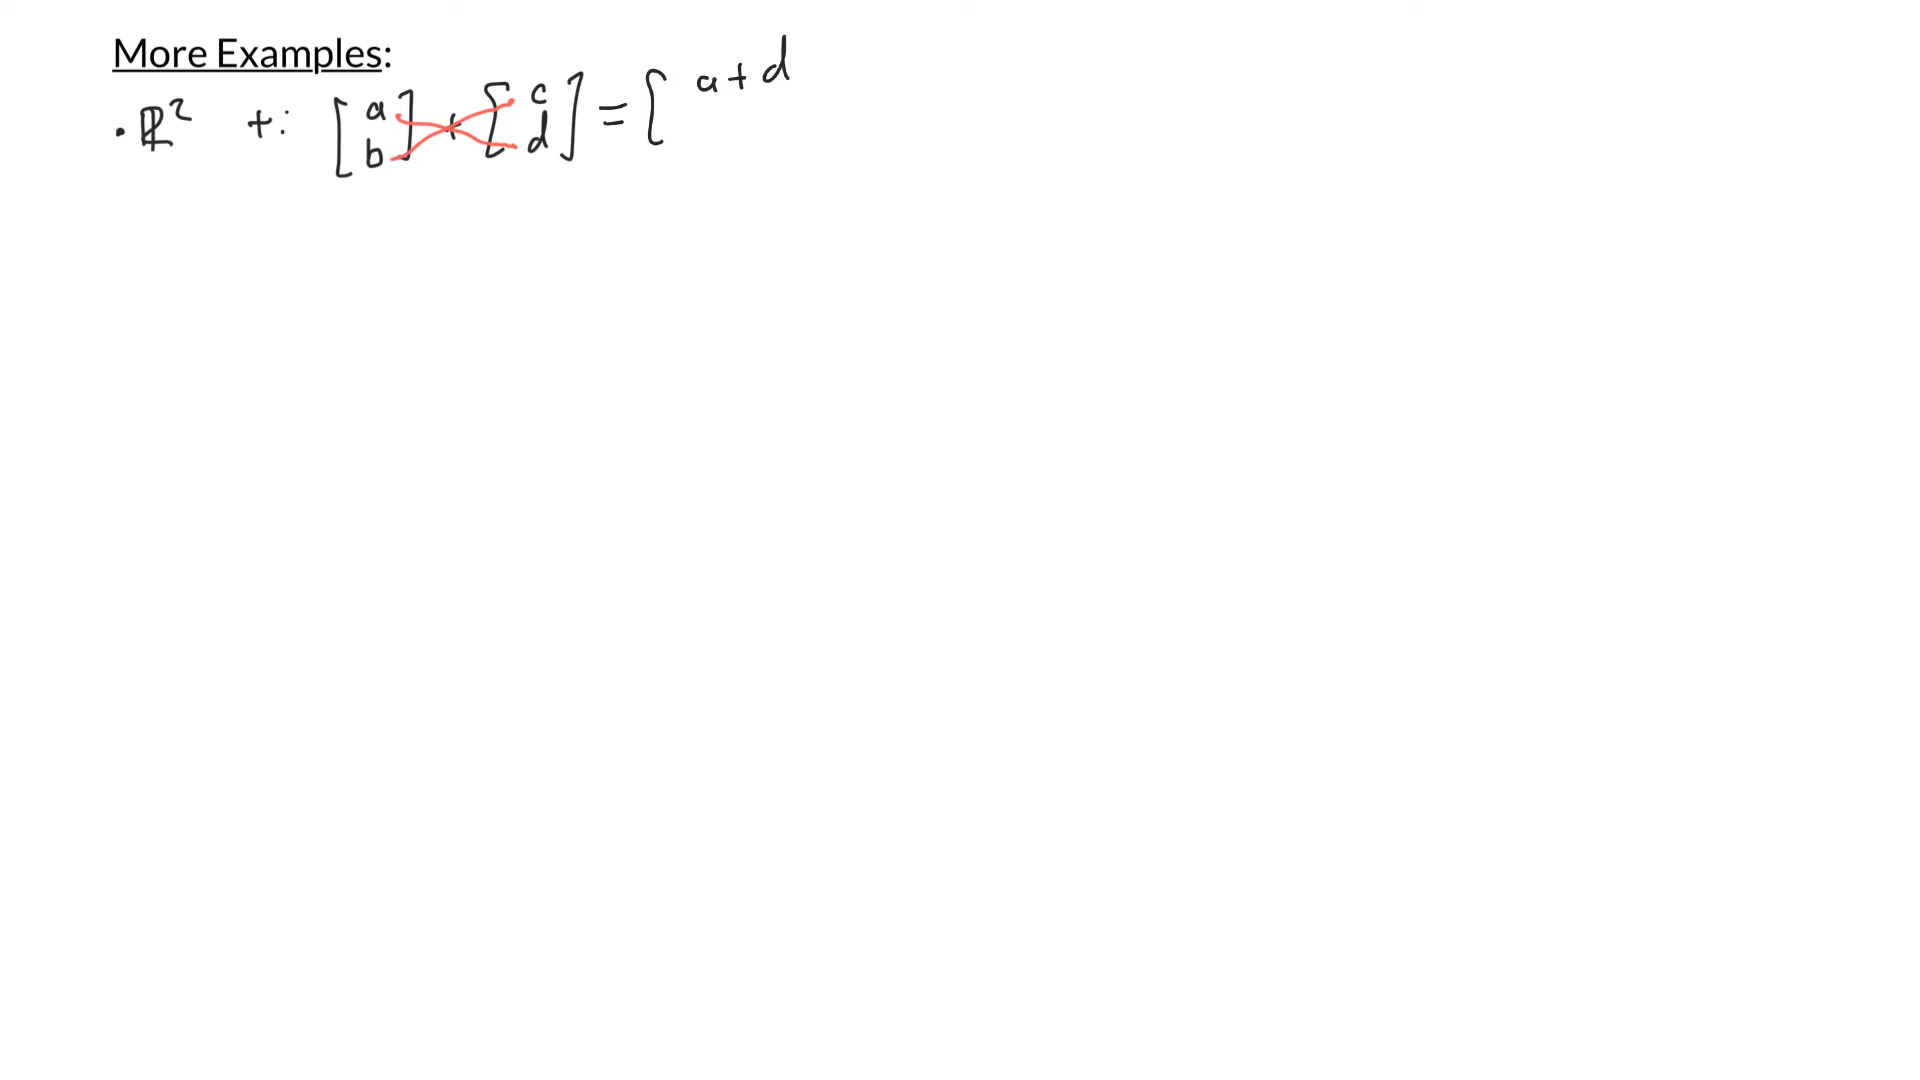 More Examples:
• ℝ² +: [a b] + [c d] = [ a + d